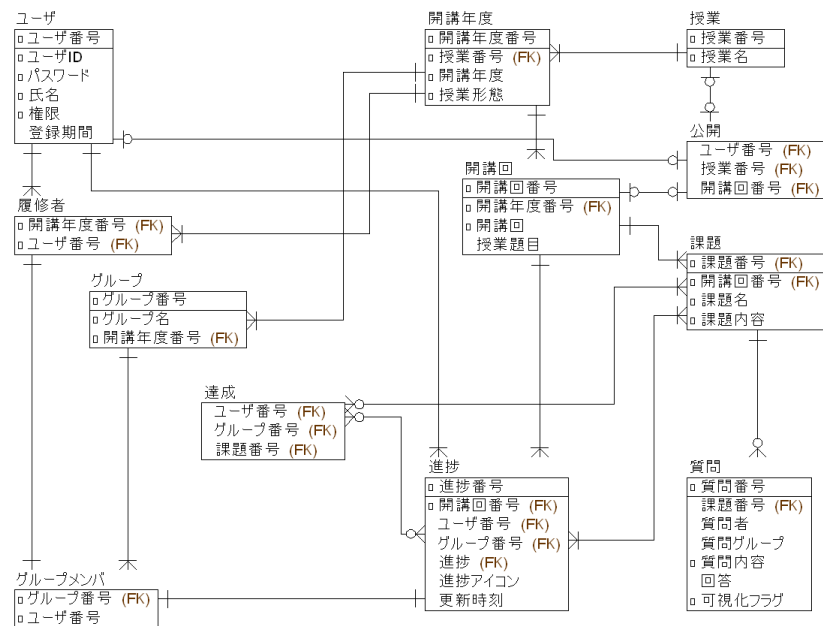 ユーザ
ユーザ番号
ユーザID
パスワード
氏名
権限
登録期間
開講年度
開講年度番号
授業番号 (FK)
開講年度
授業形態
授業
授業番号
授業名
公開
ユーザ番号 (FK)
授業番号 (FK)
開講回番号 (FK)
開講回
開講回番号
開講年度番号 (FK)
開講回
授業題目
履修者
開講年度番号 (FK)
ユーザ番号 (FK)
課題
課題番号 (FK)
開講回番号 (FK)
課題名
課題内容
グループ
グループ番号
グループ名
開講年度番号 (FK)
達成
ユーザ番号 (FK)
グループ番号 (FK)
課題番号 (FK)
進捗
進捗番号
開講回番号 (FK)
ユーザ番号 (FK)
グループ番号 (FK)
進捗 (FK)
進捗アイコン
更新時刻
質問
質問番号
課題番号 (FK)
質問者
質問グループ
質問内容
回答
可視化フラグ
グループメンバ
グループ番号 (FK)
ユーザ番号